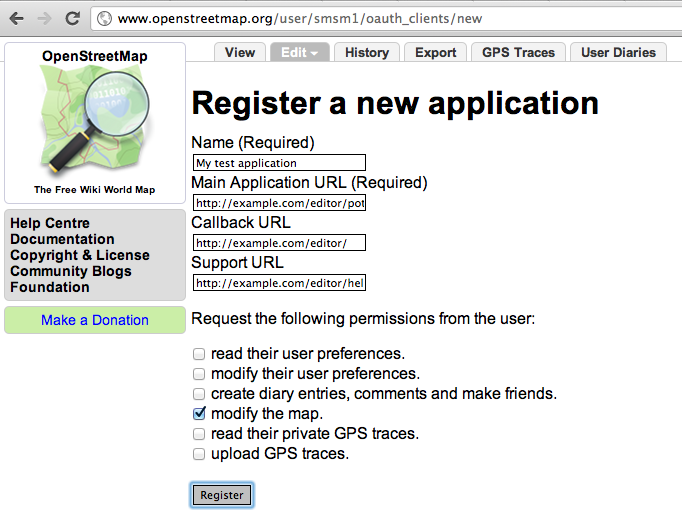 www.openstreetmap.org/user/smsm1/oauth_clients/new
OpenStreetMap
The Free Wiki World Map
Help Centre
Documentation
Copyright & License
Community Blogs
Foundation
Make a Donation
View Edit History Export GPS Traces User Diaries
Register a new application
Name (Required)
My test application
Main Application URL (Required)
http://example.com/editor/pot
Callback URL
http://example.com/editor/
Support URL
http://example.com/editor/hel
Request the following permissions from the user:
read their user preferences.
modify their user preferences.
create diary entries, comments and make friends.
modify the map.
read their private GPS traces.
upload GPS traces.
Register